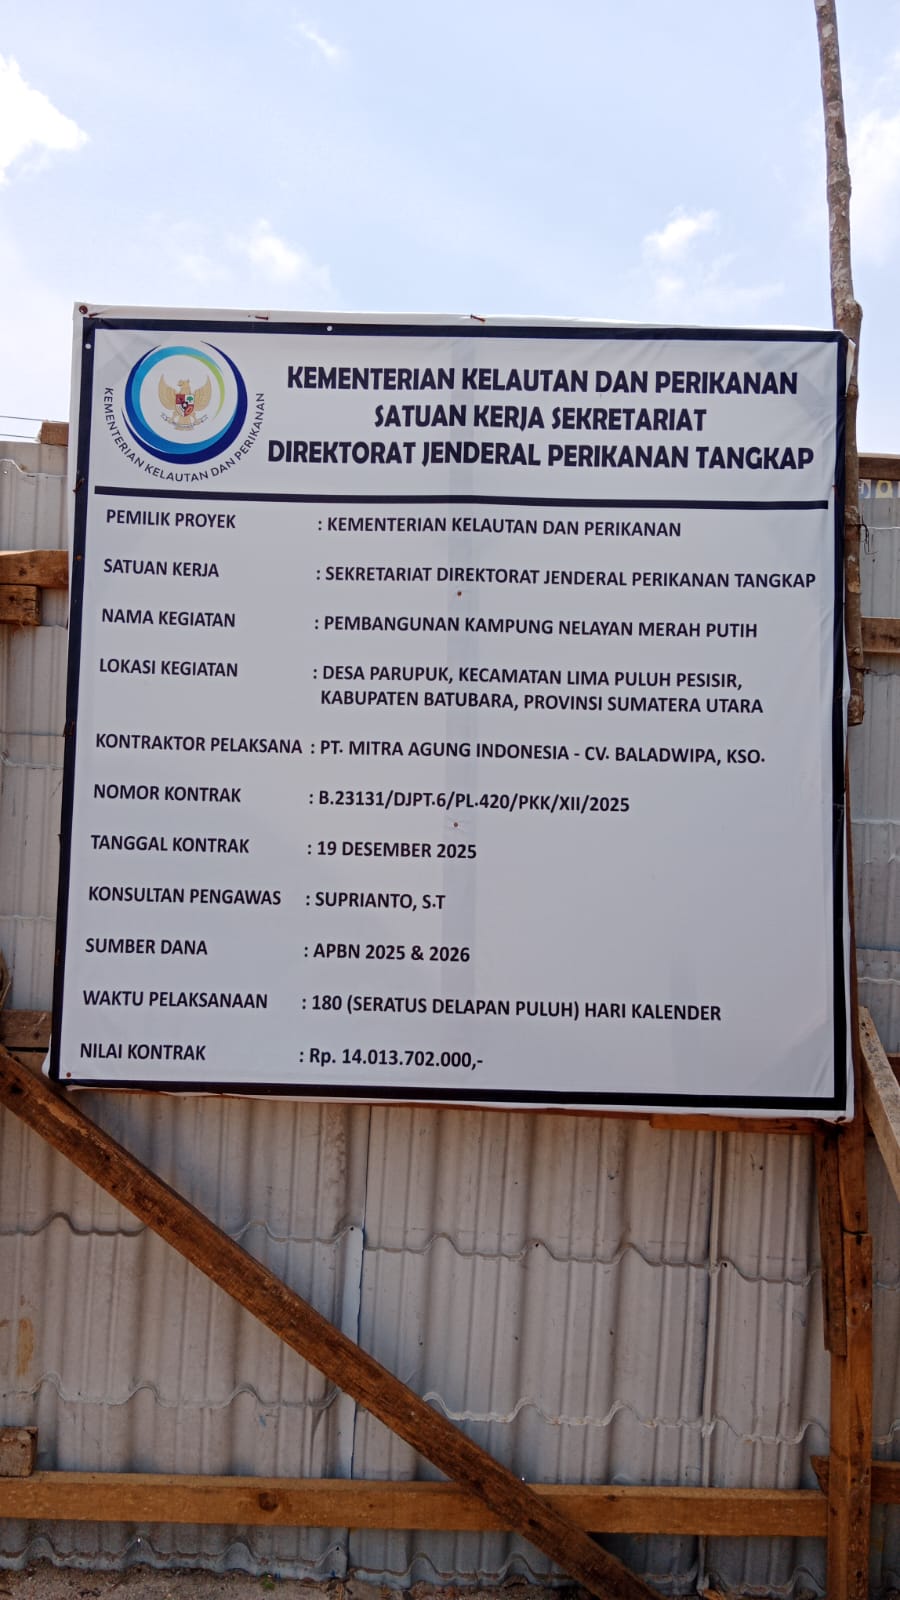 KEMENTERIAN KELAUTAN DAN PERIKANAN
KEMENTERIAN KELAUTAN DAN PERIKANAN
SATUAN KERJA SEKRETARIAT
DIREKTORAT JENDERAL PERIKANAN TANGKAP
PEMILIK PROYEK : KEMENTERIAN KELAUTAN DAN PERIKANAN
SATUAN KERJA : SEKRETARIAT DIREKTORAT JENDERAL PERIKANAN TANGKAP
NAMA KEGIATAN : PEMBANGUNAN KAMPUNG NELAYAN MERAH PUTIH
LOKASI KEGIATAN : DESA PARUPUK, KECAMATAN LIMA PULUH PESISIR,
KABUPATEN BATUBARA, PROVINSI SUMATERA UTARA
KONTRAKTOR PELAKSANA : PT. MITRA AGUNG INDONESIA - CV. BALADWIPA, KSO.
NOMOR KONTRAK : B.23131/DJPT.6/PL.420/PKK/XII/2025
TANGGAL KONTRAK : 19 DESEMBER 2025
KONSULTAN PENGAWAS : SUPRIANTO, S.T
SUMBER DANA : APBN 2025 & 2026
WAKTU PELAKSANAAN : 180 (SERATUS DELAPAN PULUH) HARI KALENDER
NILAI KONTRAK : Rp. 14.013.702.000,-